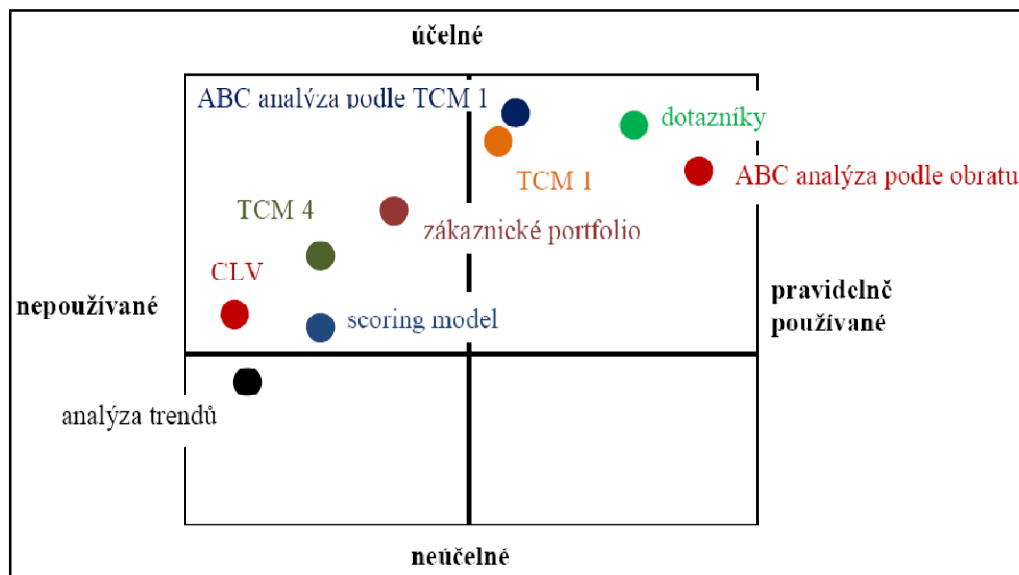 účelné
ABC analýza podle TCM 1
dotazníky
TCM 1
ABC analýza podle obratu
TCM 4
zákaznické portfolio
CLV
nepoužívané
pravidelně
používané
scoring model
analýza trendů
neúčelné